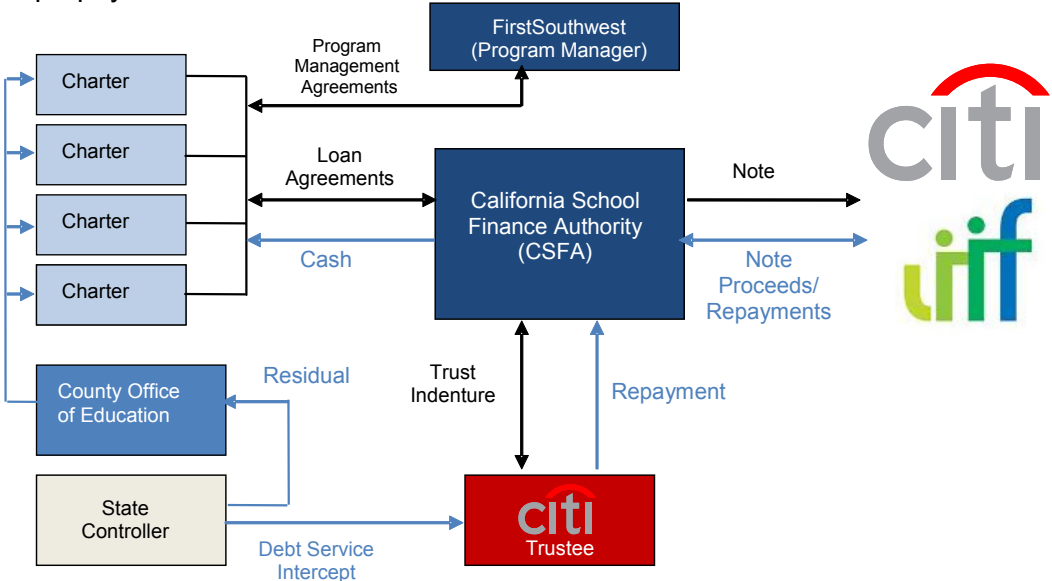 FirstSouthwest
(Program Manager)
Program
Management
Agreements
Charter
Charter
Charter
Charter
Loan
Agreements
Cash
California School
Finance Authority
(CSFA)
Note
Note
Proceeds/
Repayments
citi
iff
County Office
of Education
Residual
Trust
Indenture
Repayment
State
Controller
Debt Service
Intercept
citi
Trustee